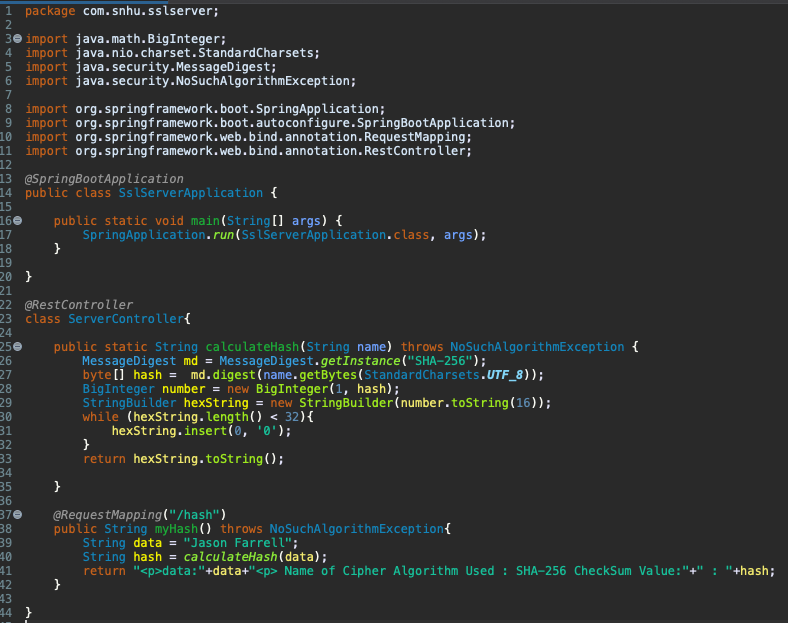 1 package com.snhu.sslserver;
2
3 import java.math.BigInteger;
4 import java.nio.charset.StandardCharsets;
5 import java.security.MessageDigest;
6 import java.security.NoSuchAlgorithmException;
7
8 import org.springframework.boot.SpringApplication;
9 import org.springframework.boot.autoconfigure.SpringBootApplication;
10 import org.springframework.web.bind.annotation.RequestMapping;
11 import org.springframework.web.bind.annotation.RestController;
12
13 @SpringBootApplication
14 public class SslServerApplication {
15
16     public static void main(String[] args) {
17         SpringApplication.run(SslServerApplication.class, args);
18     }
19
20 }
21
22 @RestController
23 class ServerController{
24
25     public static String calculateHash(String name) throws NoSuchAlgorithmException {
26         MessageDigest md = MessageDigest.getInstance("SHA-256");
27         byte[] hash =  md.digest(name.getBytes(StandardCharsets.UTF_8));
28         BigInteger number = new BigInteger(1, hash);
29         StringBuilder hexString = new StringBuilder(number.toString(16));
30         while (hexString.length() < 32){
31             hexString.insert(0, '0');
32         }
33         return hexString.toString();
34
35     }
36
37     @RequestMapping("/hash")
38     public String myHash() throws NoSuchAlgorithmException{
39         String data = "Jason Farrell";
40         String hash = calculateHash(data);
41         return "<p>data:"+data+"<p> Name of Cipher Algorithm Used : SHA-256 CheckSum Value:"+" : "+hash;
42     }
43
44 }